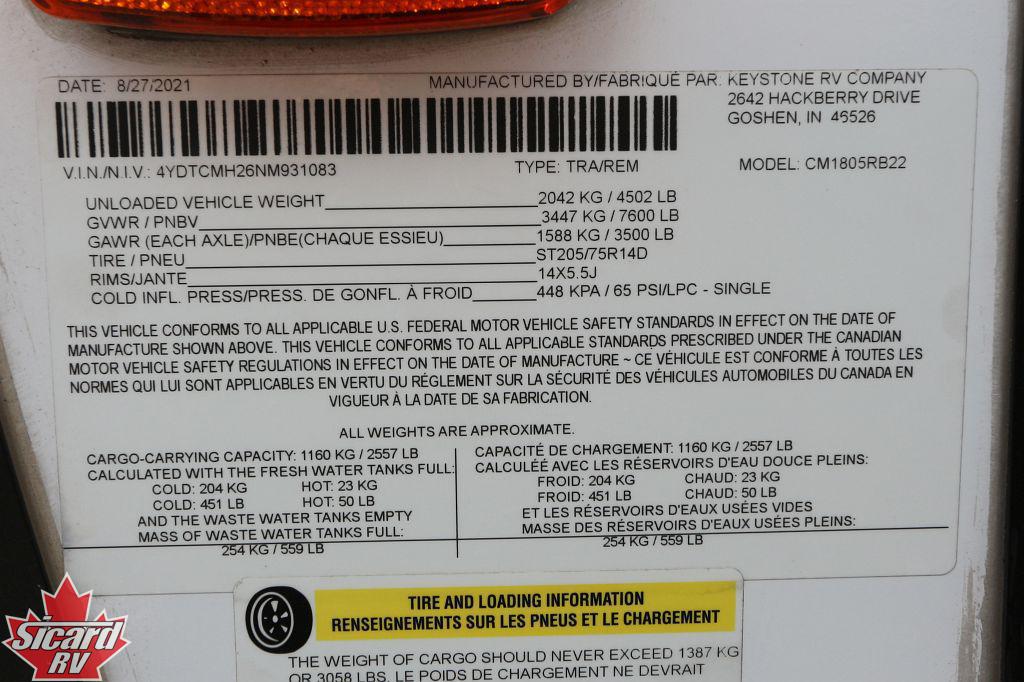 DATE: 8/27/2021 MANUFACTURED BY/FABRIQUÉ PAR: KEYSTONE RV COMPANY
2642 HACKBERRY DRIVE
GOSHEN, IN 46526
V.I.N./N.I.V.: 4YDTCMH26NM931083 TYPE: TRA/REM MODEL: CM1805RB22
UNLOADED VEHICLE WEIGHT 2042 KG / 4502 LB
GVWR / PNBV 3447 KG / 7600 LB
GAWR (EACH AXLE)/PNBE(CHAQUE ESSIEU) 1588 KG / 3500 LB
TIRE / PNEU ST205/75R14D
RIMS/JANTE 14X5.5J
COLD INFL. PRESS/PRESS. DE GONFL. À FROID 448 KPA / 65 PSI/LPC - SINGLE
THIS VEHICLE CONFORMS TO ALL APPLICABLE U.S. FEDERAL MOTOR VEHICLE SAFETY STANDARDS IN EFFECT ON THE DATE OF
MANUFACTURE SHOWN ABOVE. THIS VEHICLE CONFORMS TO ALL APPLICABLE STANDARDS PRESCRIBED UNDER THE CANADIAN
MOTOR VEHICLE SAFETY REGULATIONS IN EFFECT ON THE DATE OF MANUFACTURE ~ CE VÉHICULE EST CONFORME À TOUTES LES
NORMES QUI LUI SONT APPLICABLES EN VERTU DU RÉGLEMENT SUR LA SÉCURITÉ DES VÉHICULES AUTOMOBILES DU CANADA EN
VIGUEUR À LA DATE DE SA FABRICATION.
ALL WEIGHTS ARE APPROXIMATE.
CARGO-CARRYING CAPACITY: 1160 KG / 2557 LB
CALCULATED WITH THE FRESH WATER TANKS FULL:
COLD: 204 KG HOT: 23 KG
COLD: 451 LB HOT: 50 LB
AND THE WASTE WATER TANKS EMPTY
MASS OF WASTE WATER TANKS FULL:
254 KG / 559 LB
CAPACITÉ DE CHARGEMENT: 1160 KG / 2557 LB
CALCULÉE AVEC LES RÉSERVOIRS D'EAU DOUCE PLEINS:
FROID: 204 KG CHAUD: 23 KG
FROID: 451 LB CHAUD: 50 LB
ET LES RÉSERVOIRS D'EAUX USÉES VIDES
MASSE DES RÉSERVOIRS D'EAUX USÉES PLEINS:
254 KG / 559 LB
TIRE AND LOADING INFORMATION
RENSEIGNEMENTS SUR LES PNEUS ET LE CHARGEMENT
THE WEIGHT OF CARGO SHOULD NEVER EXCEED 1387 KG
OR 3058 LBS. LE POIDS DE CHARGEMENT NE DEVRAIT
Sicard
RV